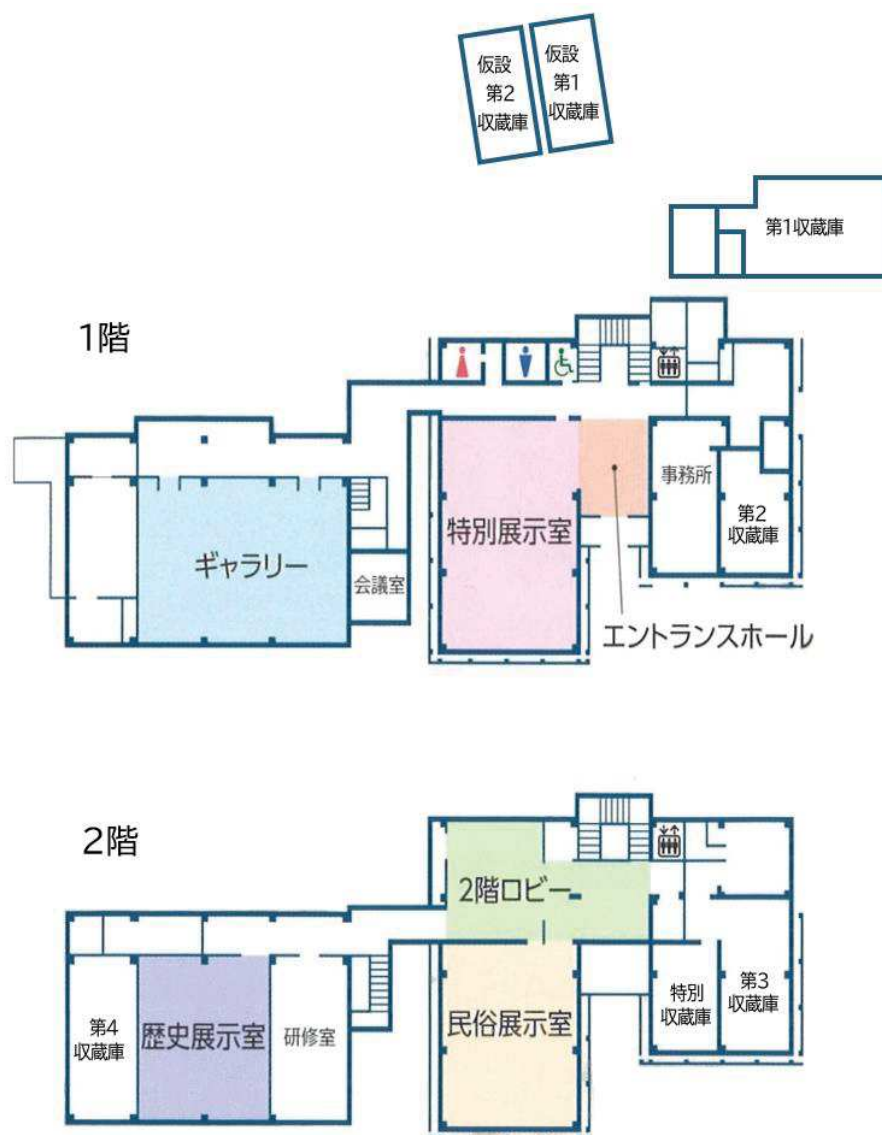 仮設
第2
収蔵庫
仮設
第1
収蔵庫
第1収蔵庫
1階
事務所
特別展示室
第2
収蔵庫
ギャラリー
会議室
エントランスホール
2階
2階ロビー
特別
収蔵庫
第3
収蔵庫
第4
収蔵庫
歴史展示室
研修室
民俗展示室